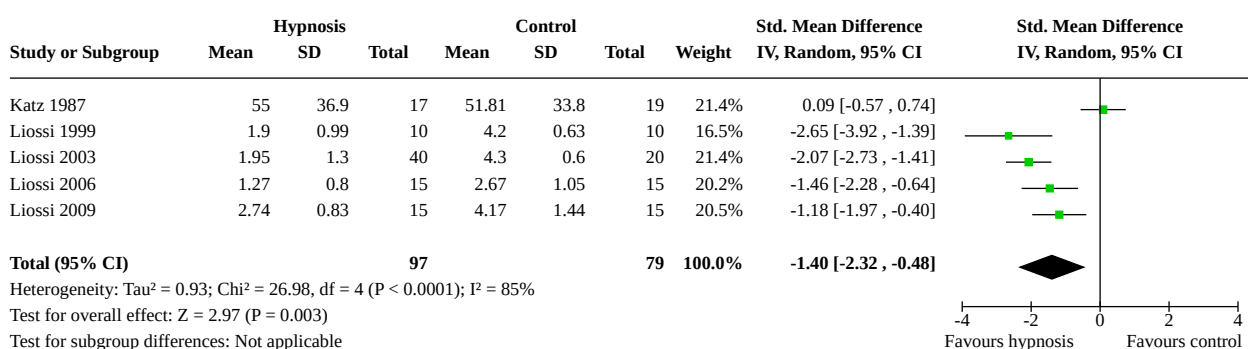 Hypnosis Control Std. Mean Difference Std. Mean Difference
Study or Subgroup Mean SD Total Mean SD Total Weight IV, Random, 95% CI IV, Random, 95% CI
Katz 1987 55 36.9 17 51.81 33.8 19 21.4% 0.09 [-0.57 , 0.74]
Liossi 1999 1.9 0.99 10 4.2 0.63 10 16.5% -2.65 [-3.92 , -1.39]
Liossi 2003 1.95 1.3 40 4.3 0.6 20 21.4% -2.07 [-2.73 , -1.41]
Liossi 2006 1.27 0.8 15 2.67 1.05 15 20.2% -1.46 [-2.28 , -0.64]
Liossi 2009 2.74 0.83 15 4.17 1.44 15 20.5% -1.18 [-1.97 , -0.40]
Total (95% CI) 97 79 100.0% -1.40 [-2.32 , -0.48]
Heterogeneity: Tau² = 0.93; Chi² = 26.98, df = 4 (P < 0.0001); I² = 85%
Test for overall effect: Z = 2.97 (P = 0.003)
-4 -2 0 2 4
Test for subgroup differences: Not applicable Favours hypnosis Favours control